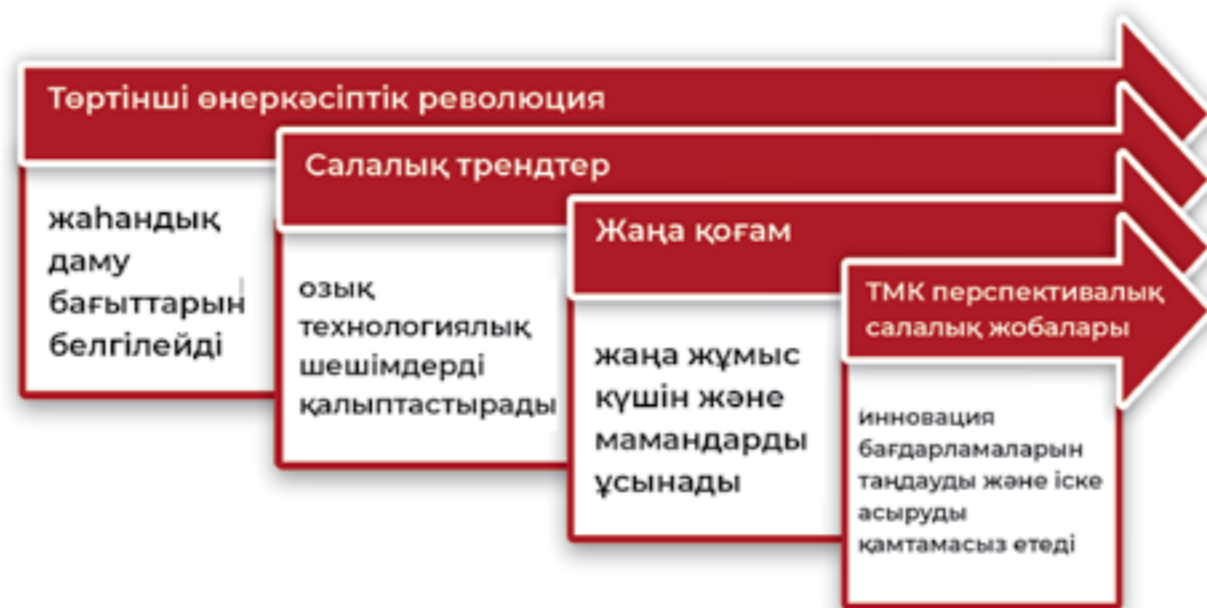 Төртінші өнеркәсіптік революция
жаһандық
даму
бағыттарын
белгілейді
Салалық трендтер
озық
технологиялық
шешімдерді
қалыптастырады
Жаңа қоғам
жаңа жұмыс
күшін және
мамандарды
ұсынады
ТМК перспективалық
салалық жобалары
инновация
бағдарламаларын
таңдауды және іске
асыруды
қамтамасыз етеді